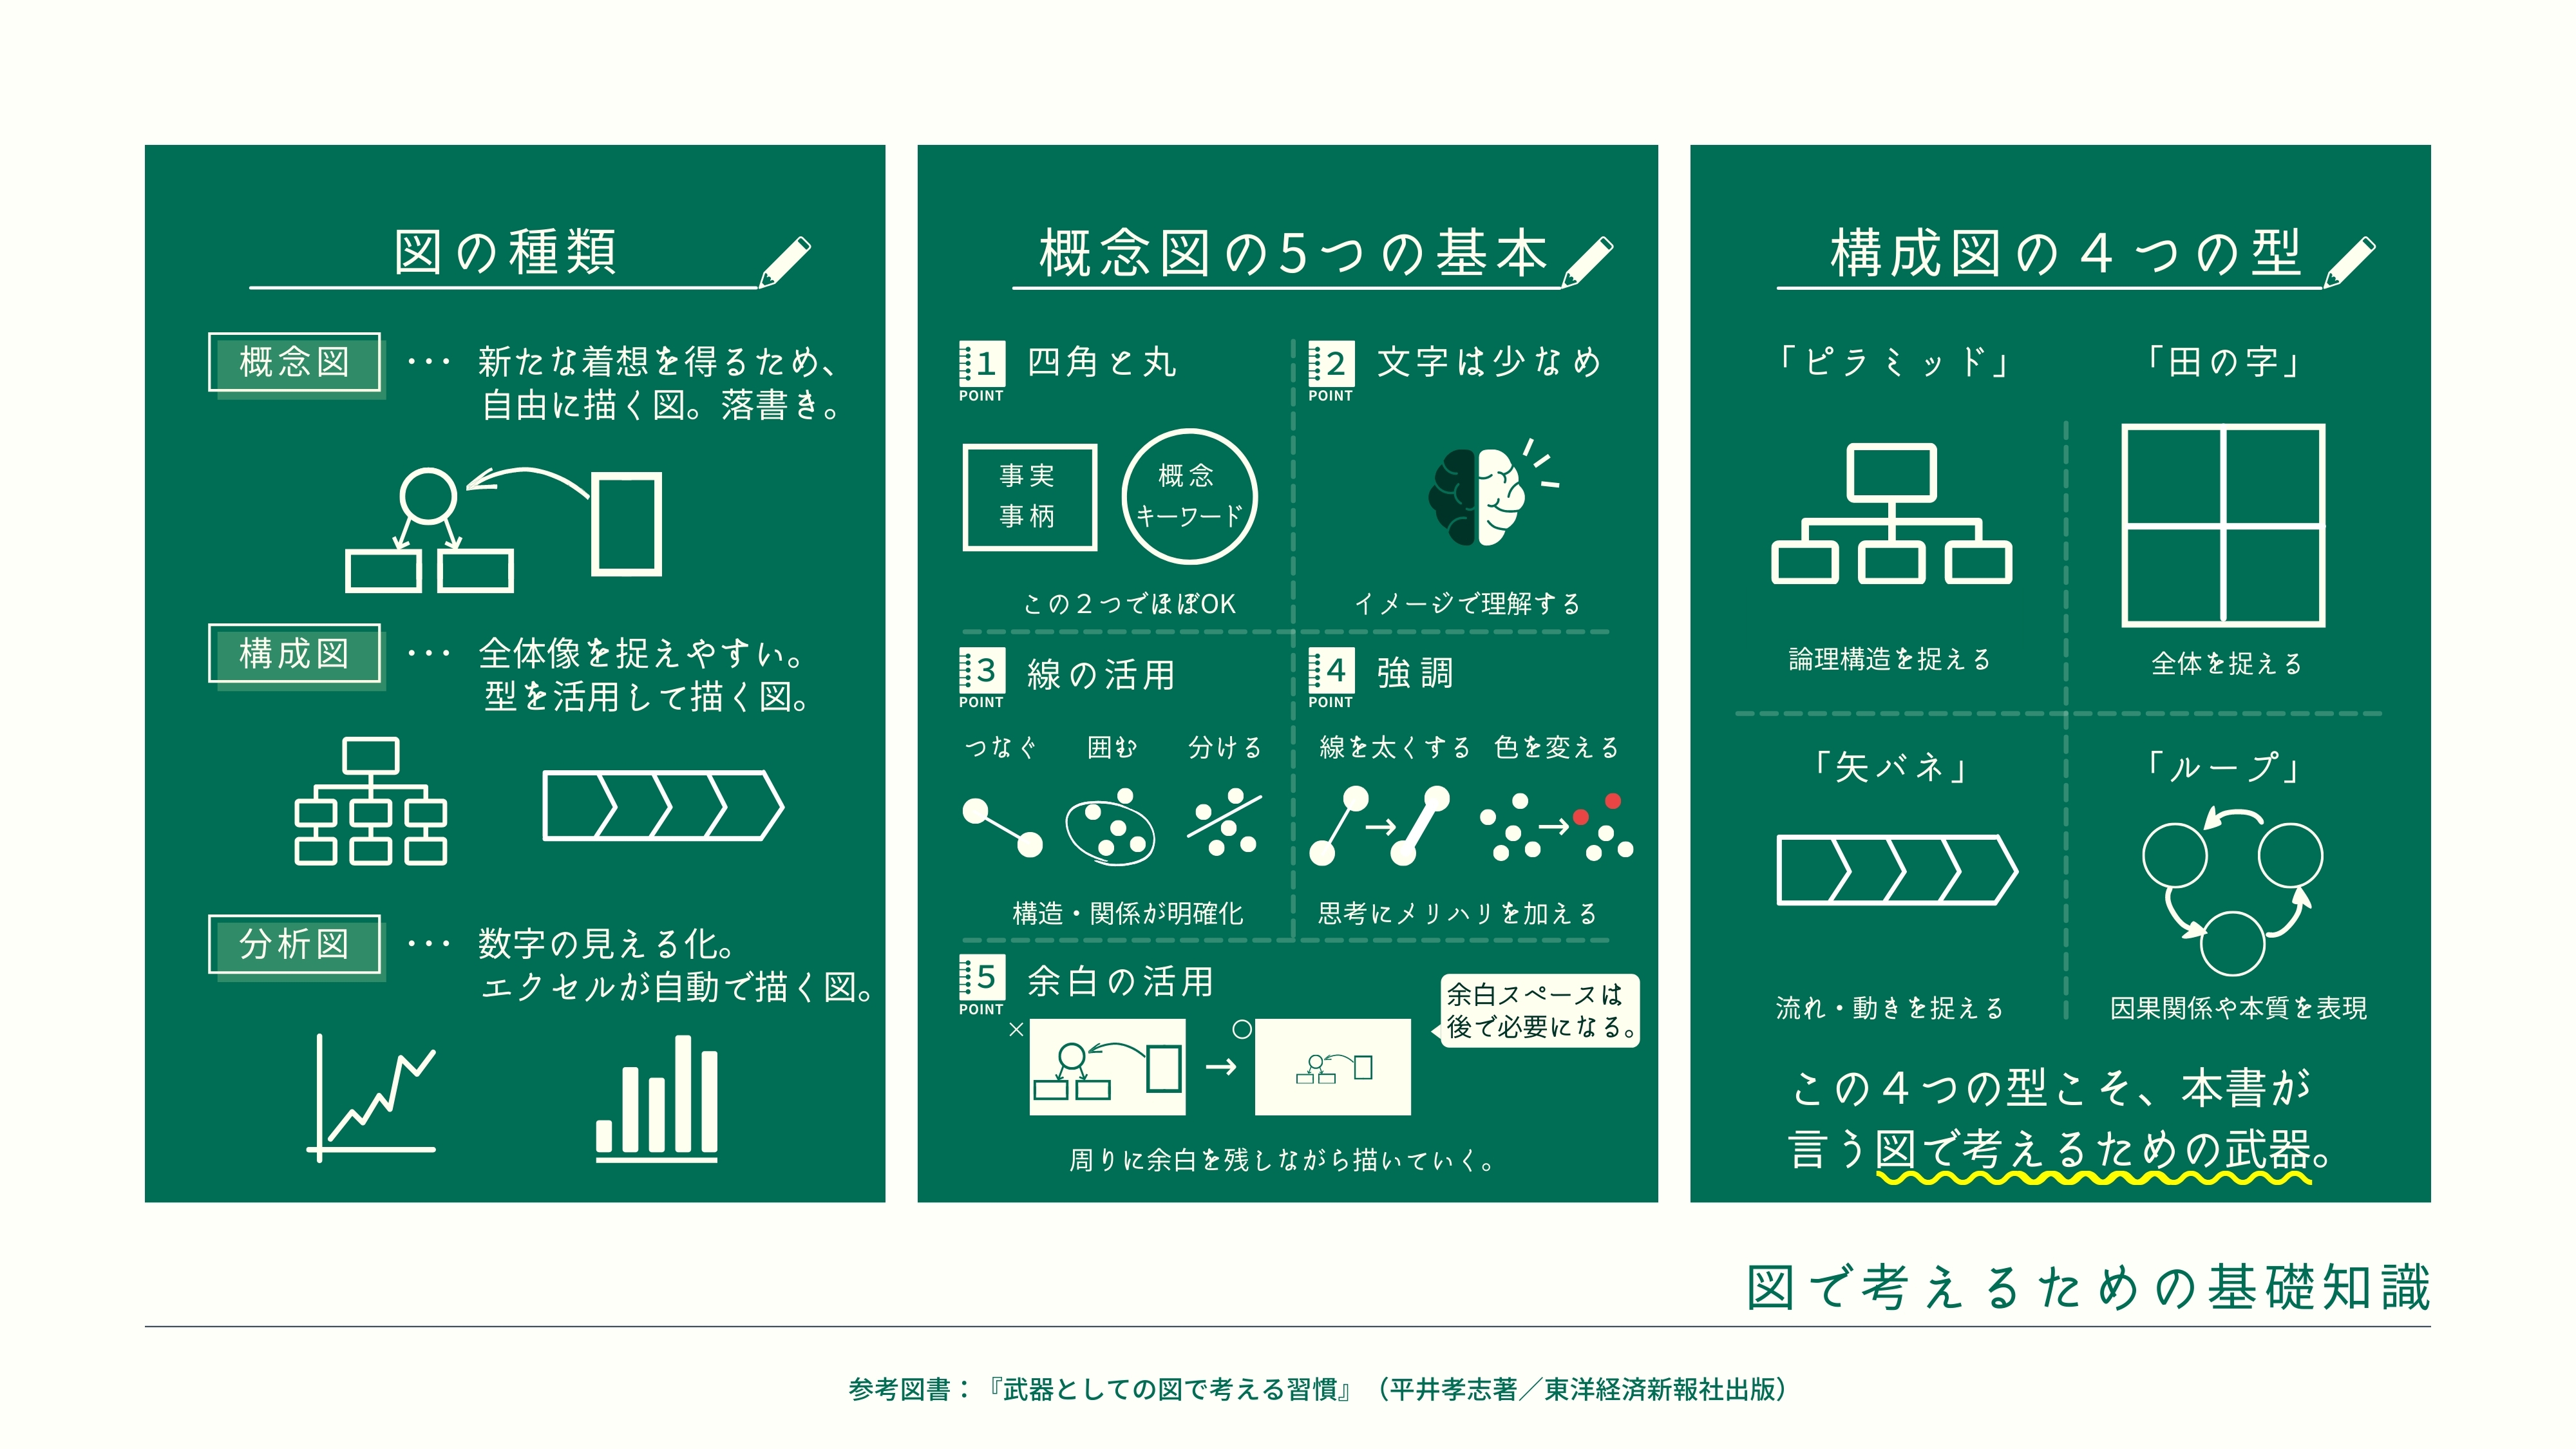 図の種類
概念図 ･･･ 新たな着想を得るため、
自由に描く図。落書き。
構成図 ･･･ 全体像を捉えやすい。
型を活用して描く図。
分析図 ･･･ 数字の見える化。
エクセルが自動で描く図。
概念図の5つの基本
1 POINT 四角と丸
事実
事柄
概念
キーワード
この２つでほぼOK
2 POINT 文字は少なめ
イメージで理解する
3 POINT 線の活用
つなぐ 囲む 分ける
構造・関係が明確化
4 POINT 強調
線を太くする 色を変える
思考にメリハリを加える
5 POINT 余白の活用
余白スペースは
後で必要になる。
周りに余白を残しながら描いていく。
構成図の４つの型
「ピラミッド」
論理構造を捉える
「田の字」
全体を捉える
「矢バネ」
流れ・動きを捉える
「ループ」
因果関係や本質を表現
この４つの型こそ、本書が
言う図で考えるための武器。
図で考えるための基礎知識
参考図書：『武器としての図で考える習慣』（平井孝志著／東洋経済新報社出版）